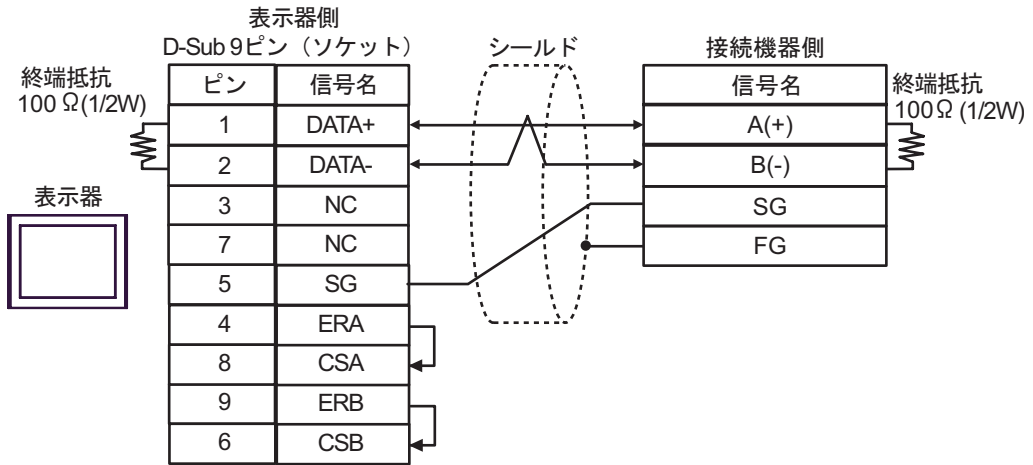 表示器側
D-Sub 9ピン（ソケット）
シールド
接続機器側
終端抵抗
100 Ω(1/2W)
ピン 信号名
信号名
終端抵抗
100Ω (1/2W)
1 DATA+
A(+)
2 DATA-
B(-)
表示器
3 NC
SG
7 NC
FG
5 SG
4 ERA
8 CSA
9 ERB
6 CSB